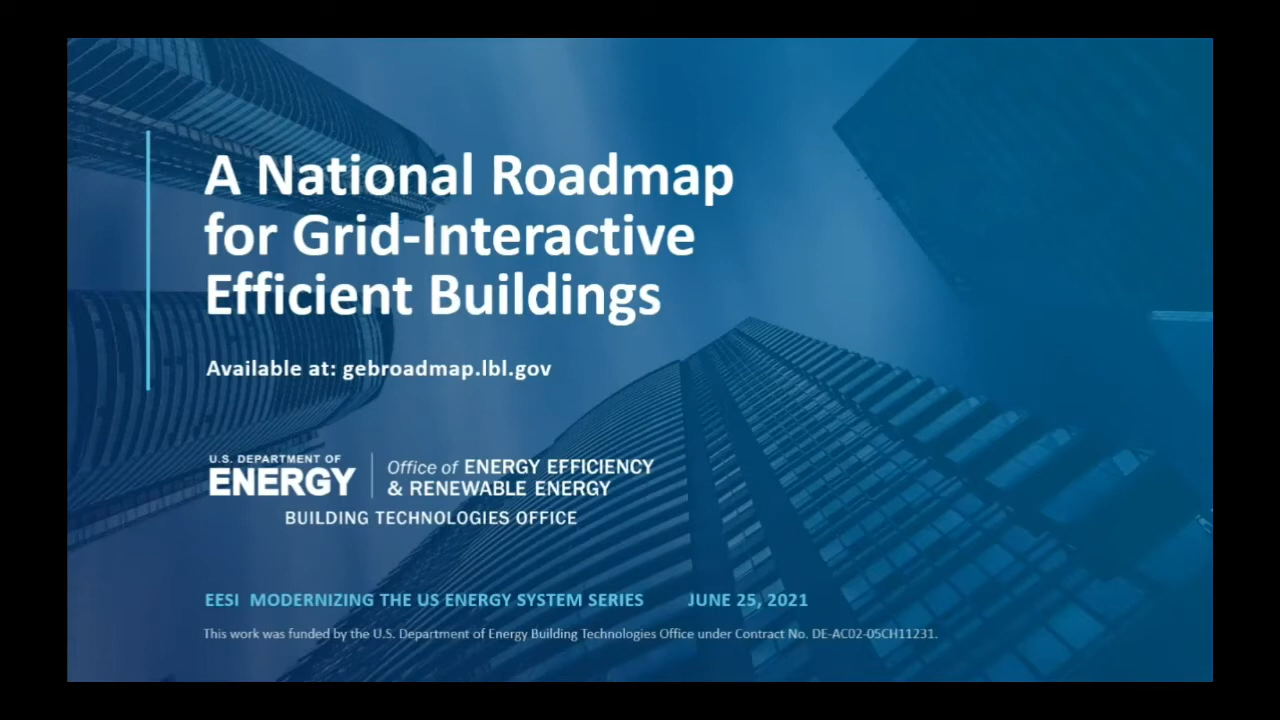 A National Roadmap
for Grid-Interactive
Efficient Buildings
Available at: gebroadmap.lbl.gov
U.S. DEPARTMENT OF
ENERGY
Office of ENERGY EFFICIENCY
& RENEWABLE ENERGY
BUILDING TECHNOLOGIES OFFICE
EESI MODERNIZING THE US ENERGY SYSTEM SERIES JUNE 25, 2021
This work was funded by the U.S. Department of Energy Building Technologies Office under Contract No. DE-AC02-05CH11231.